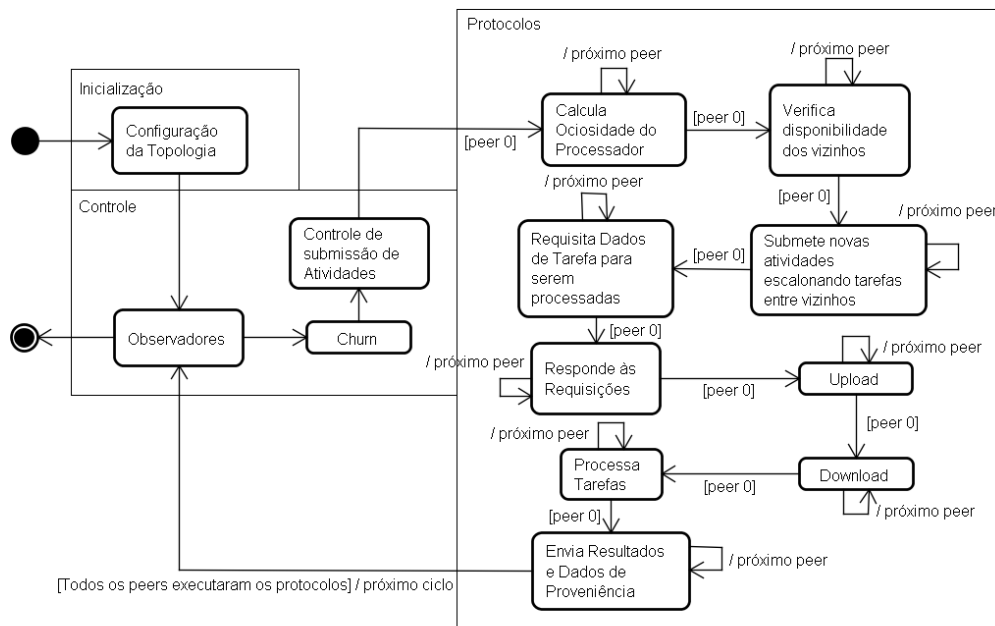 Protocolos
/ próximo peer
/ próximo peer
Inicialização
Configuração
da Topologia
Calcula
Ociosidade do
Processador
[peer 0]
[peer 0]
Verifica
disponibilidade
dos vizinhos
/ próximo peer
[peer 0]
/ próximo peer
Controle
Controle de
submissão de
Atividades
Requisita Dados
de Tarefa para
serem
processadas
[peer 0]
Submete novas
atividades
escalonando tarefas
entre vizinhos
Observadores
Churn
[peer 0]
/ próximo peer
Responde às
Requisições
[peer 0]
/ próximo peer
Upload
[peer 0]
/ próximo peer
Processa
Tarefas
[peer 0]
Download
/ próximo peer
[peer 0]
Envia Resultados
e Dados de
Proveniência
/ próximo peer
[Todos os peers executaram os protocolos] / próximo ciclo